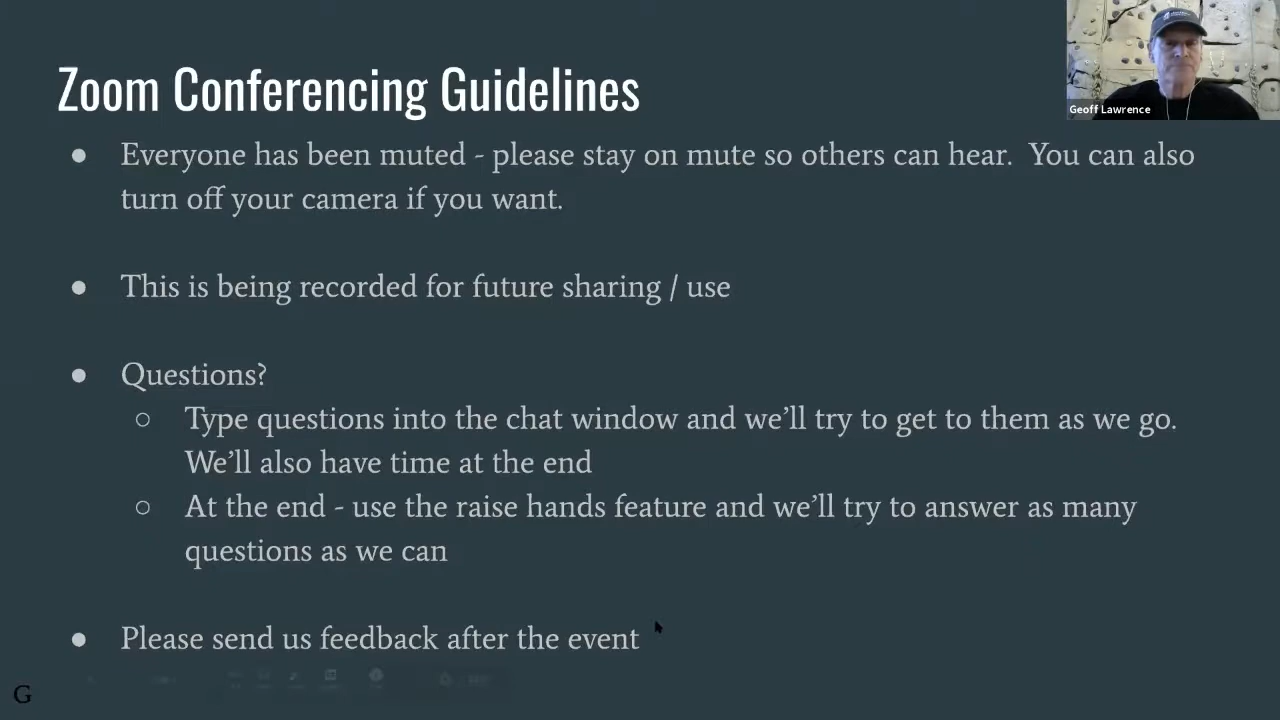 Zoom Conferencing Guidelines
Geoff Lawrence
● Everyone has been muted - please stay on mute so others can hear.  You can also
turn off your camera if you want.
● This is being recorded for future sharing / use
● Questions?
○ Type questions into the chat window and we’ll try to get to them as we go.
We’ll also have time at the end
○ At the end - use the raise hands feature and we’ll try to answer as many
questions as we can
● Please send us feedback after the event
G